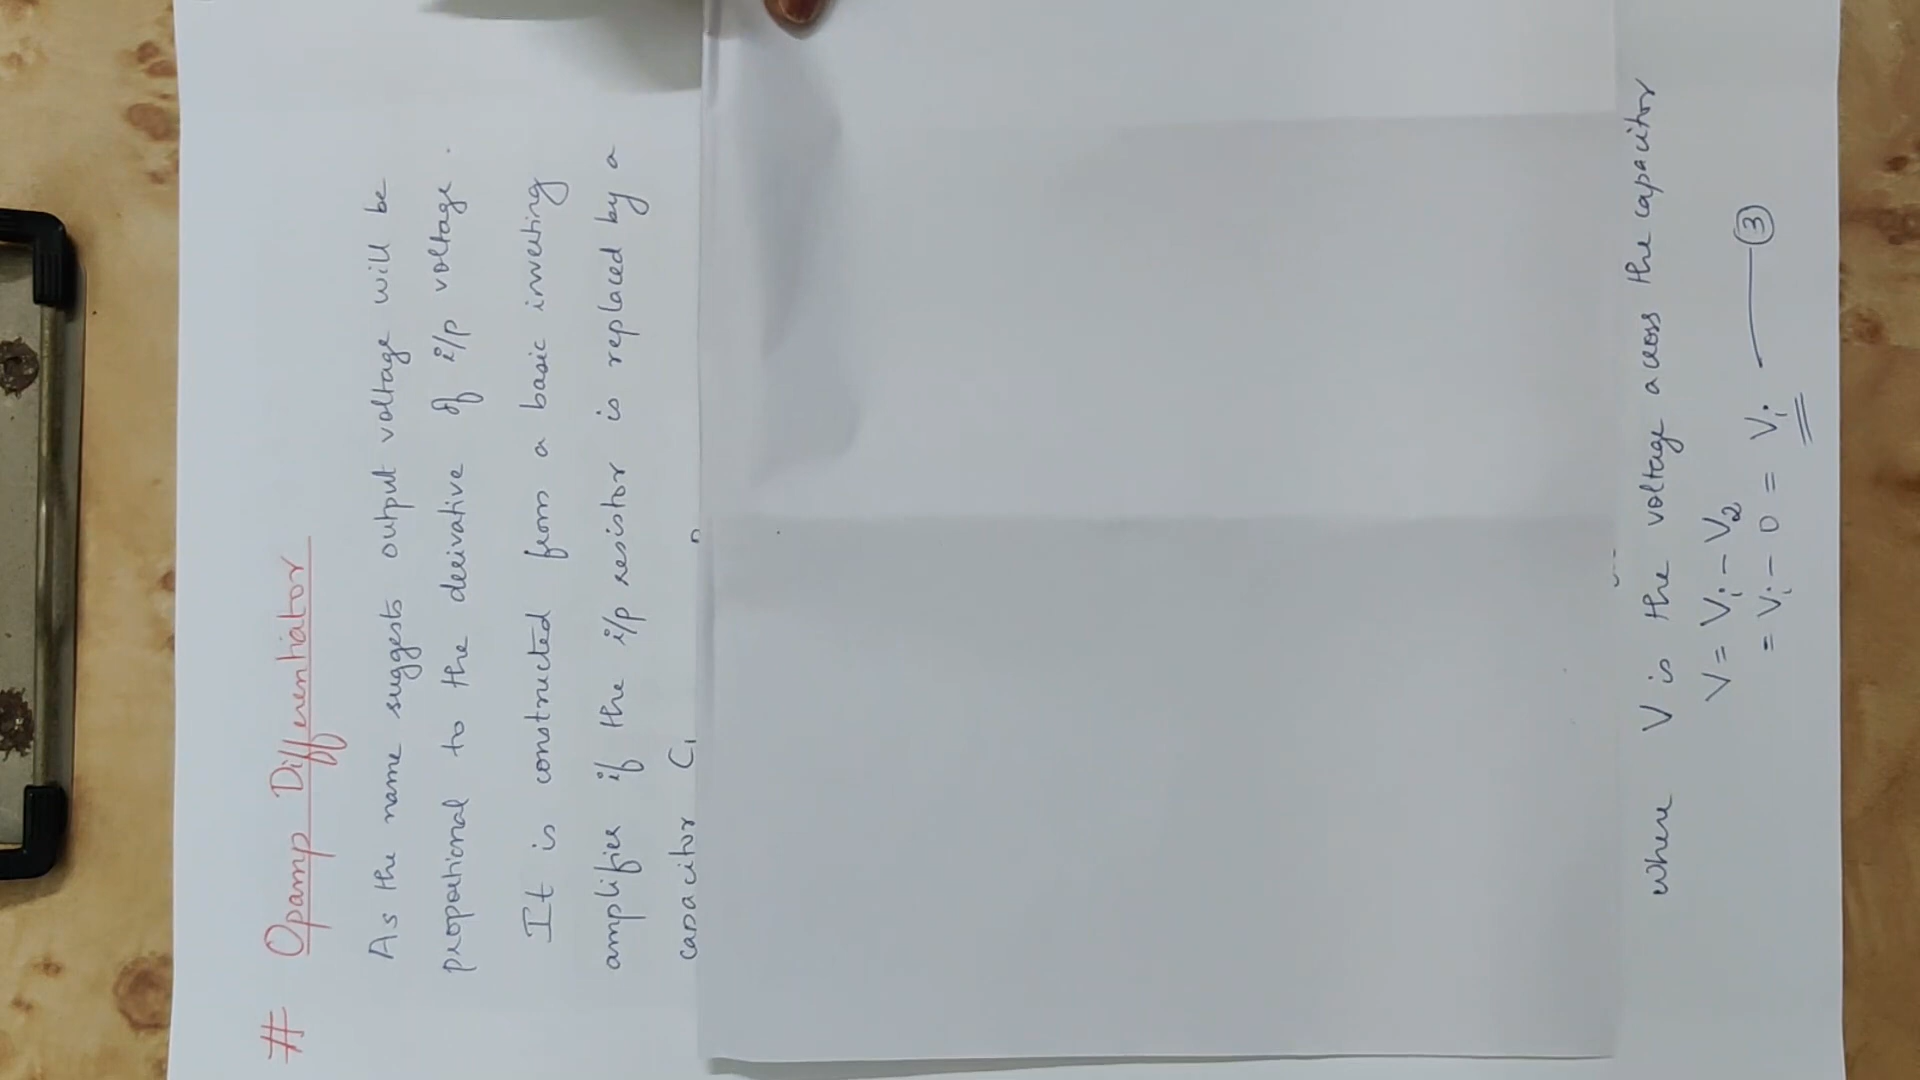 # Opamp Differentiator
As the name suggests output voltage will be
proportional to the derivative of i/p voltage.
It is constructed from a basic inverting
amplifier if the i/p resistor is replaced by a
capacitor C1
where V is the voltage across the capacitor
V = Vi - V2
= Vi - 0 = Vi —— ③